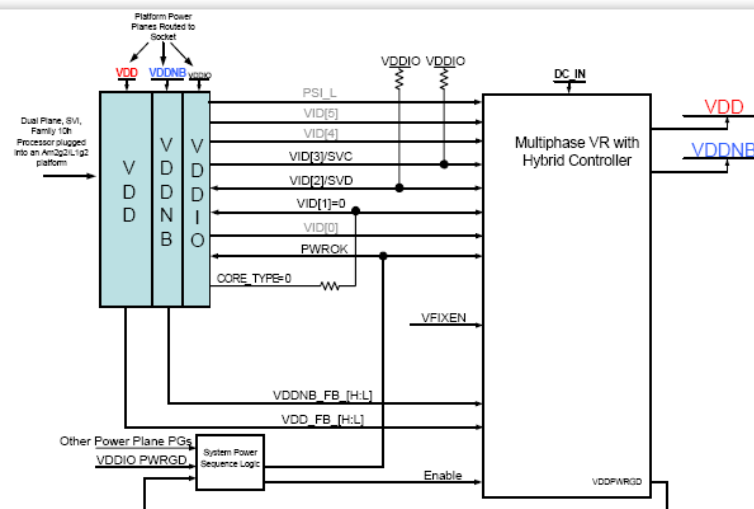 Platform Power
Planes Routed to
Socket
VDD VDDNB VDDIO
VDDIO VDDIO
DC_IN
VDD
VDDNB
Dual Plane, SVI,
Family 10h
Processor plugged
into an Am2g2/L1g2
platform
VDD
VDDNB
VDDIO
PSI_L
VID[5]
VID[4]
VID[3]/SVC
VID[2]/SVD
VID[1]=0
VID[0]
PWROK
CORE_TYPE=0
Multiphase VR with
Hybrid Controller
VFIXEN
VDDNB_FB_[H:L]
VDD_FB_[H:L]
Other Power Plane PGs
VDDIO PWRGD
System Power
Sequence Logic
Enable
VDDPWRGD